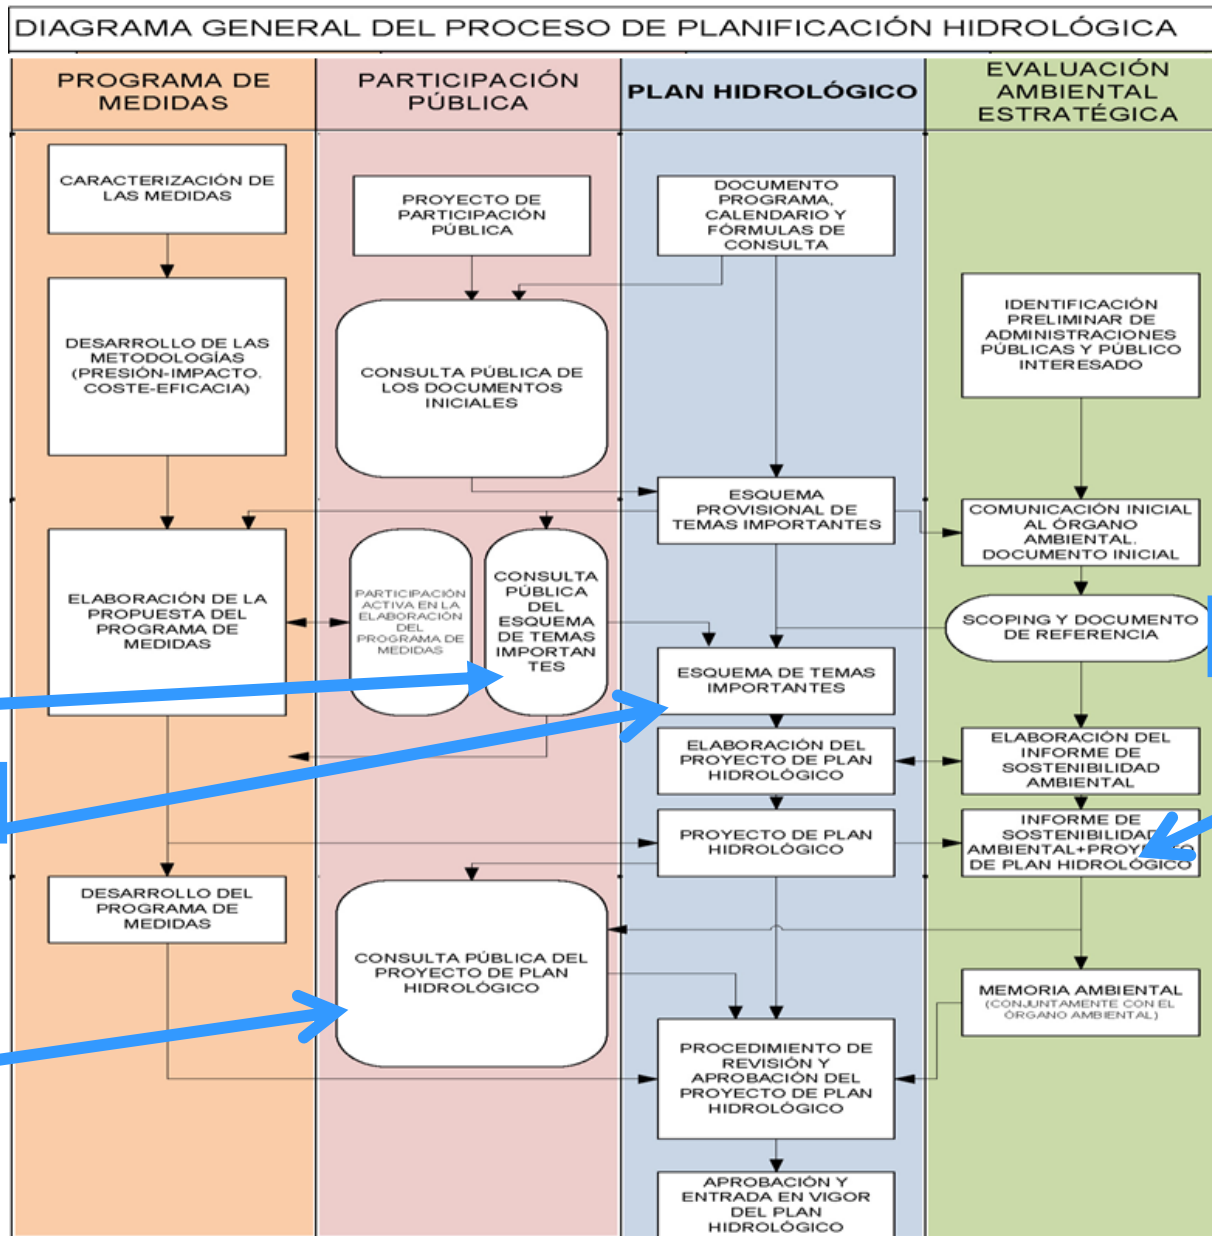 DIAGRAMA GENERAL DEL PROCESO DE PLANIFICACIÓN HIDROLÓGICA
PROGRAMA DE
MEDIDAS
PARTICIPACIÓN
PÚBLICA
PLAN HIDROLÓGICO
EVALUACIÓN
AMBIENTAL
ESTRATÉGICA
CARACTERIZACIÓN DE
LAS MEDIDAS
PROYECTO DE
PARTICIPACIÓN
PÚBLICA
DOCUMENTO
PROGRAMA,
CALENDARIO Y
FÓRMULAS DE
CONSULTA
IDENTIFICACIÓN
PRELIMINAR DE
ADMINISTRACIONES
PÚBLICAS Y PÚBLICO
INTERESADO
DESARROLLO DE LAS
METODOLOGÍAS
(PRESIÓN-IMPACTO.
COSTE-EFICACIA)
CONSULTA PÚBLICA DE
LOS DOCUMENTOS
INICIALES
ESQUEMA
PROVISIONAL DE
TEMAS IMPORTANTES
COMUNICACIÓN INICIAL
AL ÓRGANO
AMBIENTAL.
DOCUMENTO INICIAL
ELABORACIÓN DE LA
PROPUESTA DEL
PROGRAMA DE
MEDIDAS
PARTICIPACIÓN
ACTIVA EN LA
ELABORACIÓN
DEL
PROGRAMA DE
MEDIDAS
CONSULTA
PÚBLICA
DEL
ESQUEMA
DE TEMAS
IMPORTAN
TES
SCOPING Y DOCUMENTO
DE REFERENCIA
ESQUEMA DE TEMAS
IMPORTANTES
ELABORACIÓN DEL
PROYECTO DE PLAN
HIDROLÓGICO
ELABORACIÓN DEL
INFORME DE
SOSTENIBILIDAD
AMBIENTAL
PROYECTO DE PLAN
HIDROLÓGICO
INFORME DE
SOSTENIBILIDAD
AMBIENTAL+PROYECTO
DE PLAN HIDROLÓGICO
DESARROLLO DEL
PROGRAMA DE
MEDIDAS
CONSULTA PÚBLICA DEL
PROYECTO DE PLAN
HIDROLÓGICO
MEMORIA AMBIENTAL
(CONJUNTAMENTE CON EL
ÓRGANO AMBIENTAL)
PROCEDIMIENTO DE
REVISIÓN Y
APROBACIÓN DEL
PROYECTO DE PLAN
HIDROLÓGICO
APROBACIÓN Y
ENTRADA EN VIGOR
DEL PLAN
HIDROLÓGICO